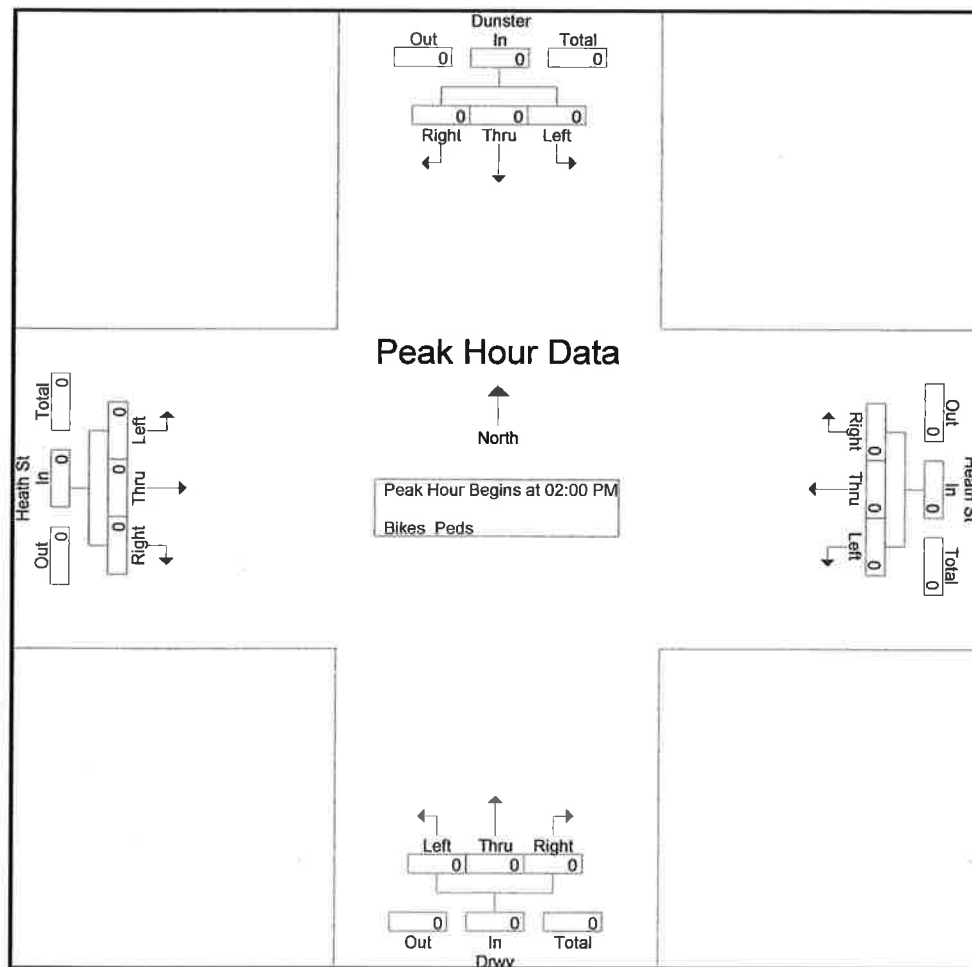 Dunster
Out In Total
0 0 0
0 0 0
Right Thru Left
Peak Hour Data
North
Peak Hour Begins at 02:00 PM
Bikes Peds
Heath St
Total In Out
0 0 0
0 0 0
Left Thru Right
Right Thru Left
0 0 0
0 0 0
Out In Total
Heath St
Left Thru Right
0 0 0
0 0 0
Out In Total
Drwy